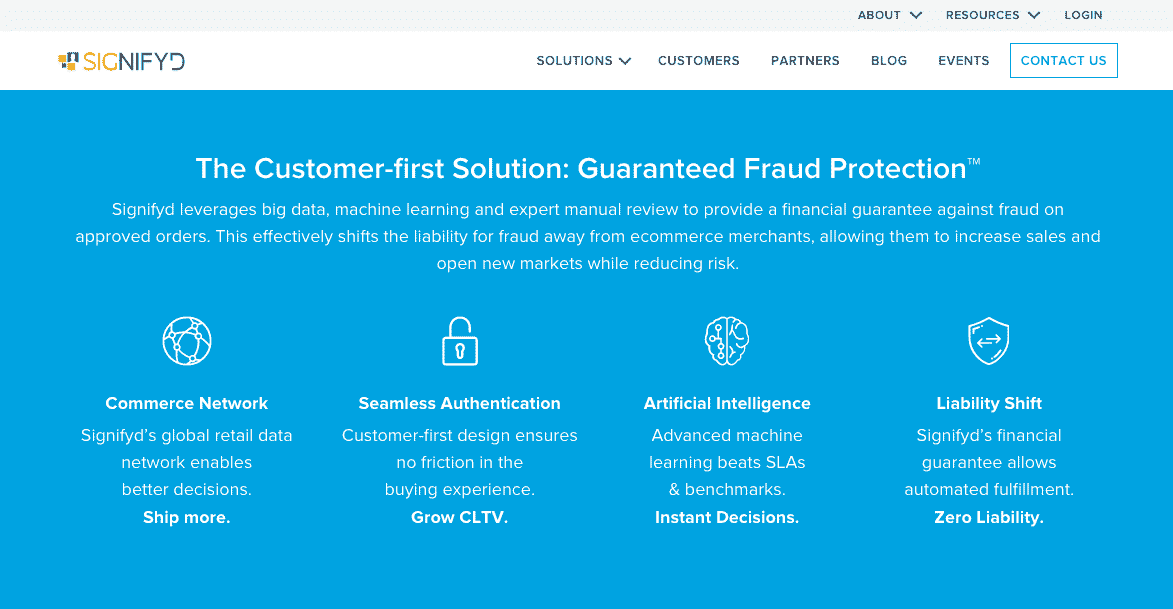 ABOUT RESOURCES LOGIN
SIGNIFYD SOLUTIONS CUSTOMERS PARTNERS BLOG EVENTS CONTACT US
The Customer-first Solution: Guaranteed Fraud Protection™
Signifyd leverages big data, machine learning and expert manual review to provide a financial guarantee against fraud on
approved orders. This effectively shifts the liability for fraud away from ecommerce merchants, allowing them to increase sales and
open new markets while reducing risk.
Commerce Network
Signifyd's global retail data
network enables
better decisions.
Ship more.
Seamless Authentication
Customer-first design ensures
no friction in the
buying experience.
Grow CLTV.
Artificial Intelligence
Advanced machine
learning beats SLAs
& benchmarks.
Instant Decisions.
Liability Shift
Signifyd's financial
guarantee allows
automated fulfillment.
Zero Liability.